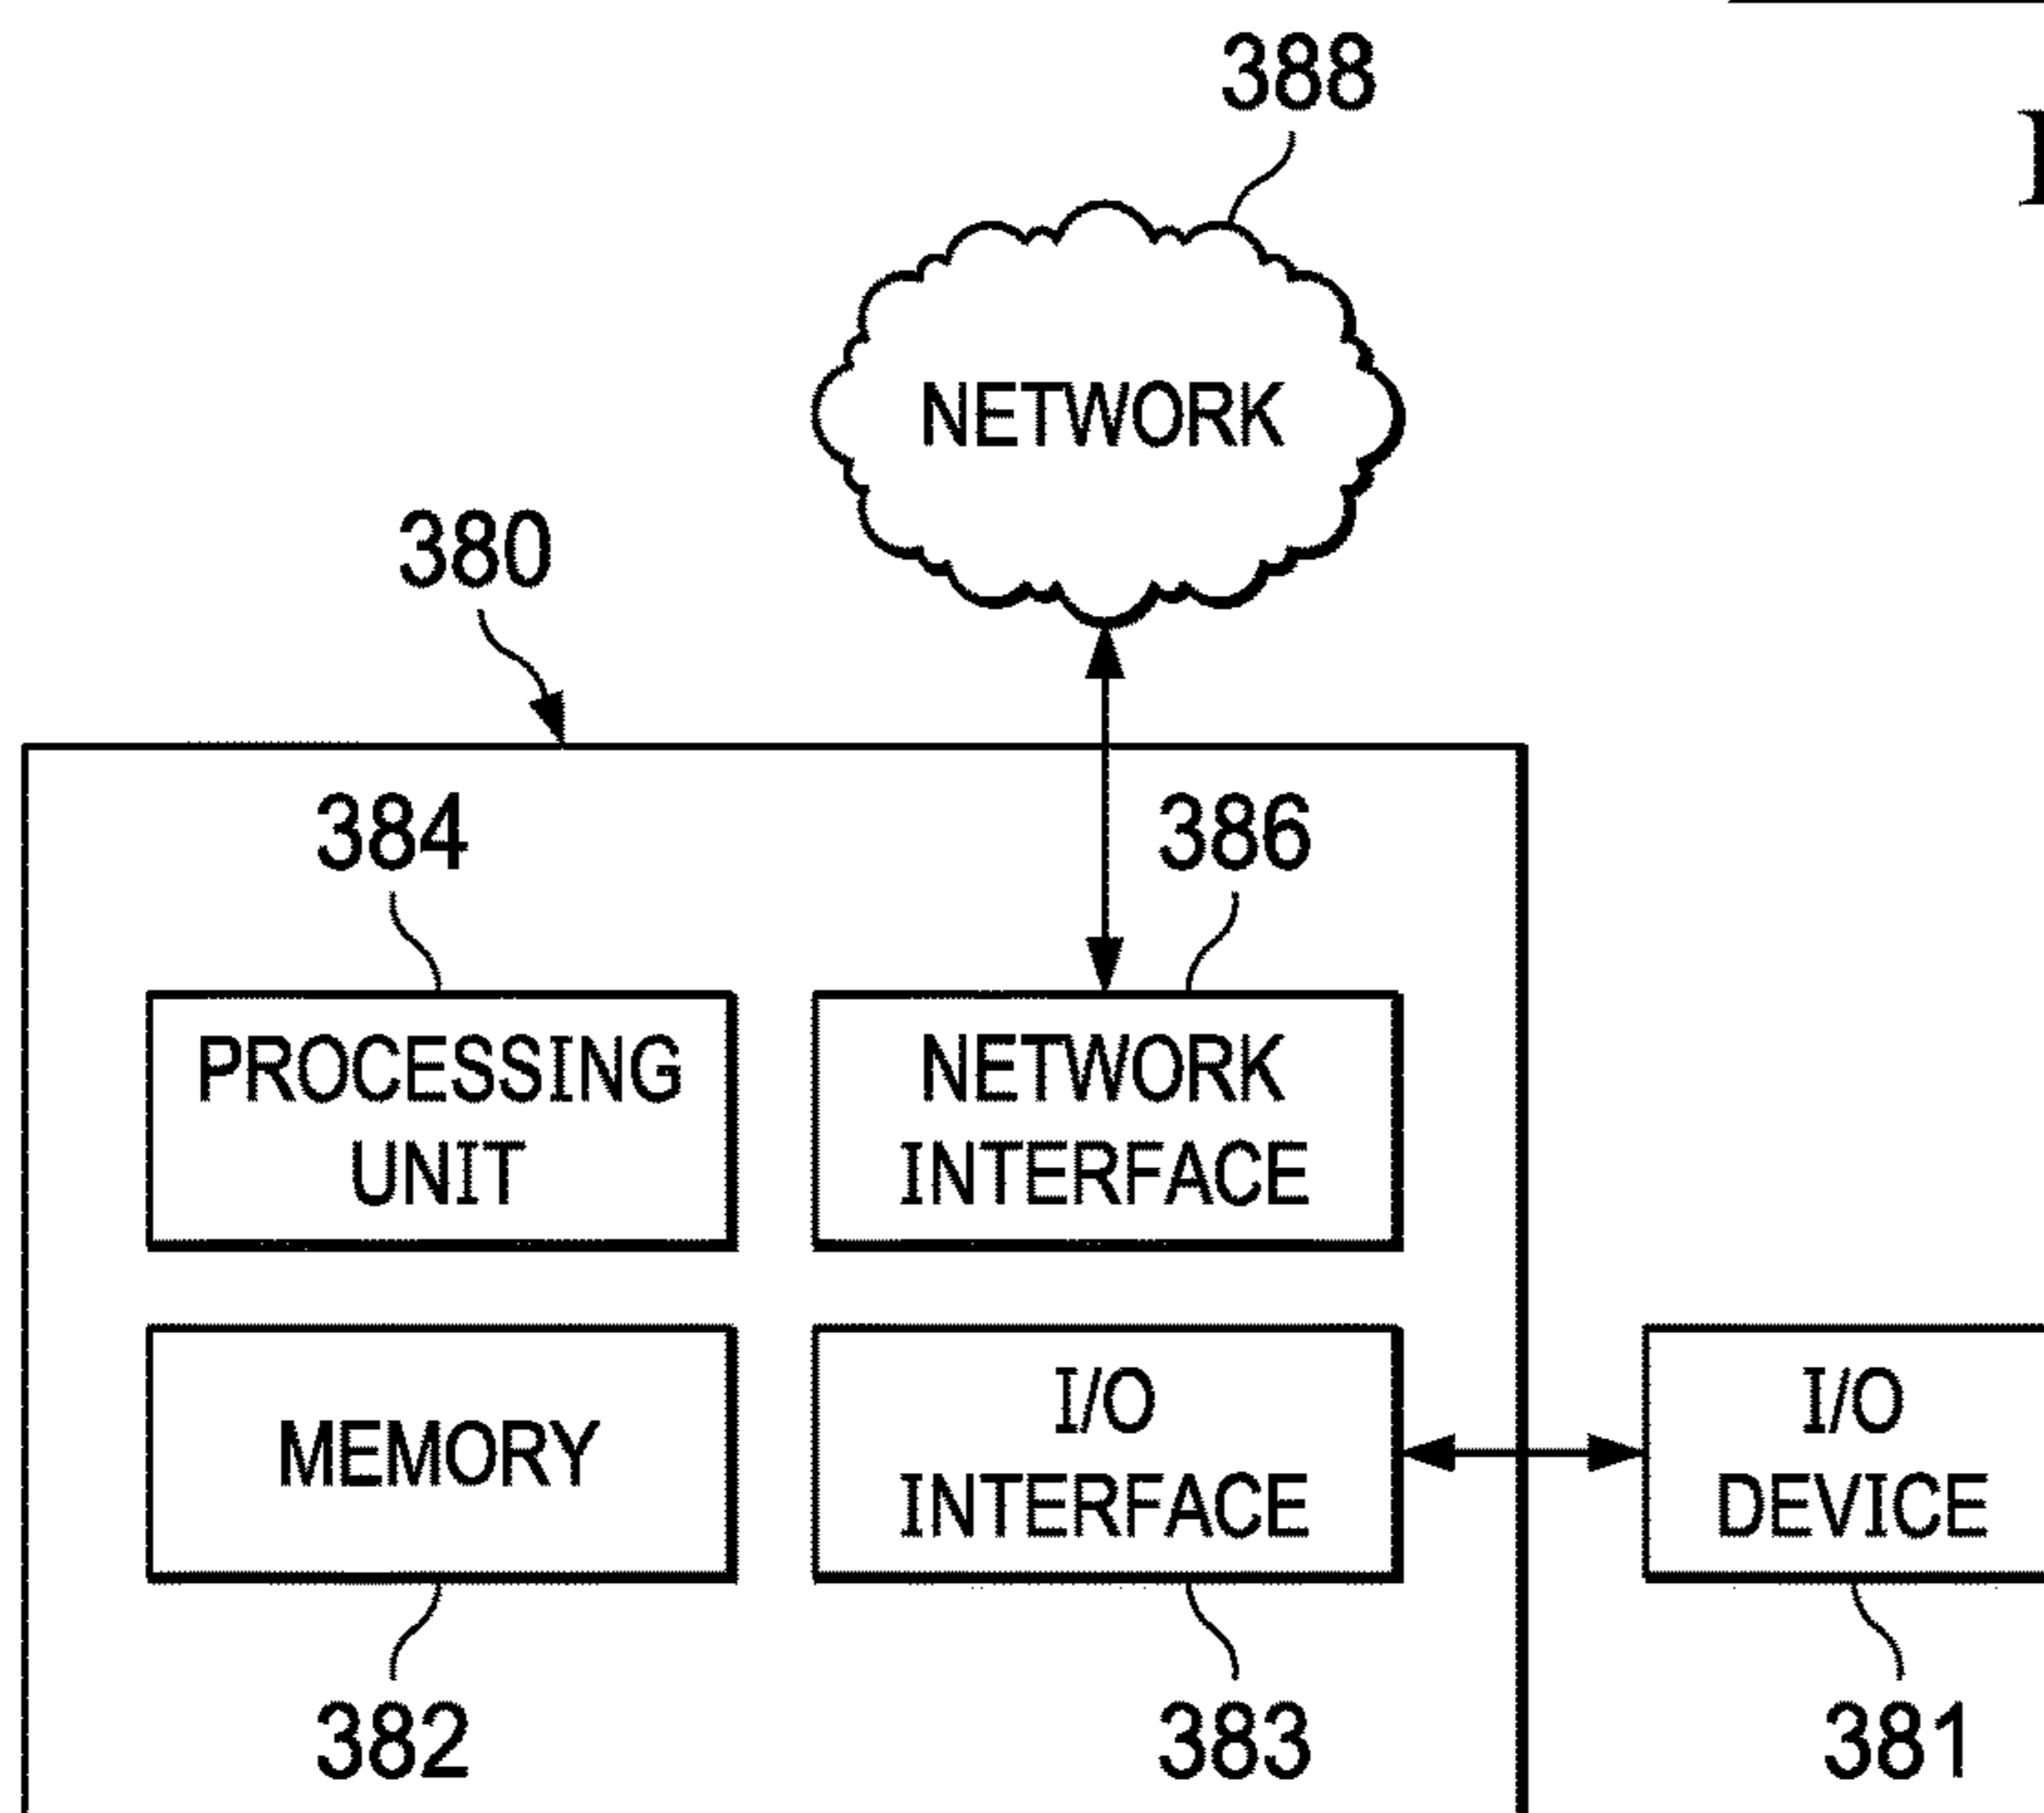 388
NETWORK
380
384
386
PROCESSING
UNIT
NETWORK
INTERFACE
MEMORY
I/O
INTERFACE
I/O
DEVICE
382
383
381